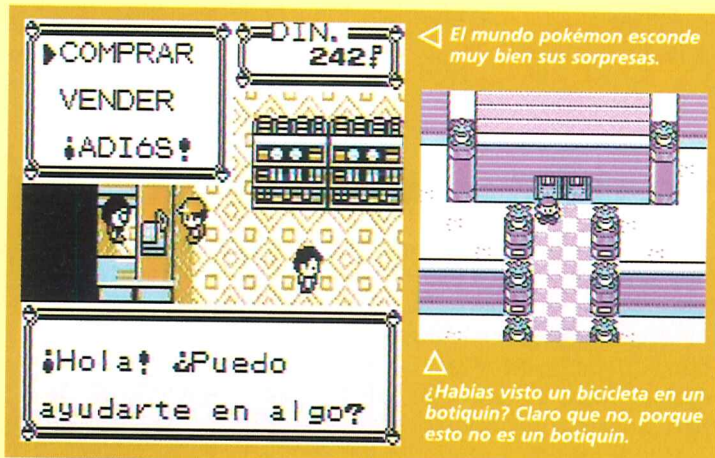 COMPRAR
VENDER
¡ADIóS!
DIN.
242₽
El mundo pokémon esconde
muy bien sus sorpresas.
¡Hola! ¿Puedo
ayudarte en algo?
¿Habías visto un bicicleta en un
botiquín? Claro que no, porque
esto no es un botiquín.